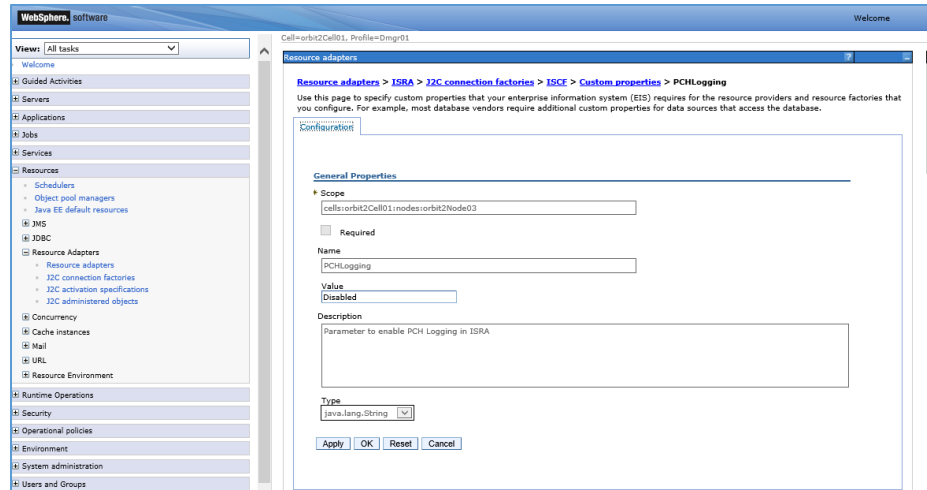 WebSphere. software
Welcome
View: All tasks
Welcome
Guided Activities
Servers
Applications
Jobs
Services
Resources
Schedulers
Object pool managers
Java EE default resources
JMS
JDBC
Resource Adapters
Resource adapters
J2C connection factories
J2C activation specifications
J2C administered objects
Concurrency
Cache instances
Mail
URL
Resource Environment
Runtime Operations
Security
Operational policies
Environment
System administration
Users and Groups
Cell=orbit2Cell01, Profile=Dmgr01
Resource adapters
?
Resource adapters > ISRA > J2C connection factories > ISCF > Custom properties > PCHLogging
Use this page to specify custom properties that your enterprise information system (EIS) requires for the resource providers and resource factories that
you configure. For example, most database vendors require additional custom properties for data sources that access the database.
Configuration
General Properties
Scope
cells:orbit2Cell01:nodes:orbit2Node03
Required
Name
PCHLogging
Value
Disabled
Description
Parameter to enable PCH Logging in ISRA
Type
java.lang.String
Apply OK Reset Cancel